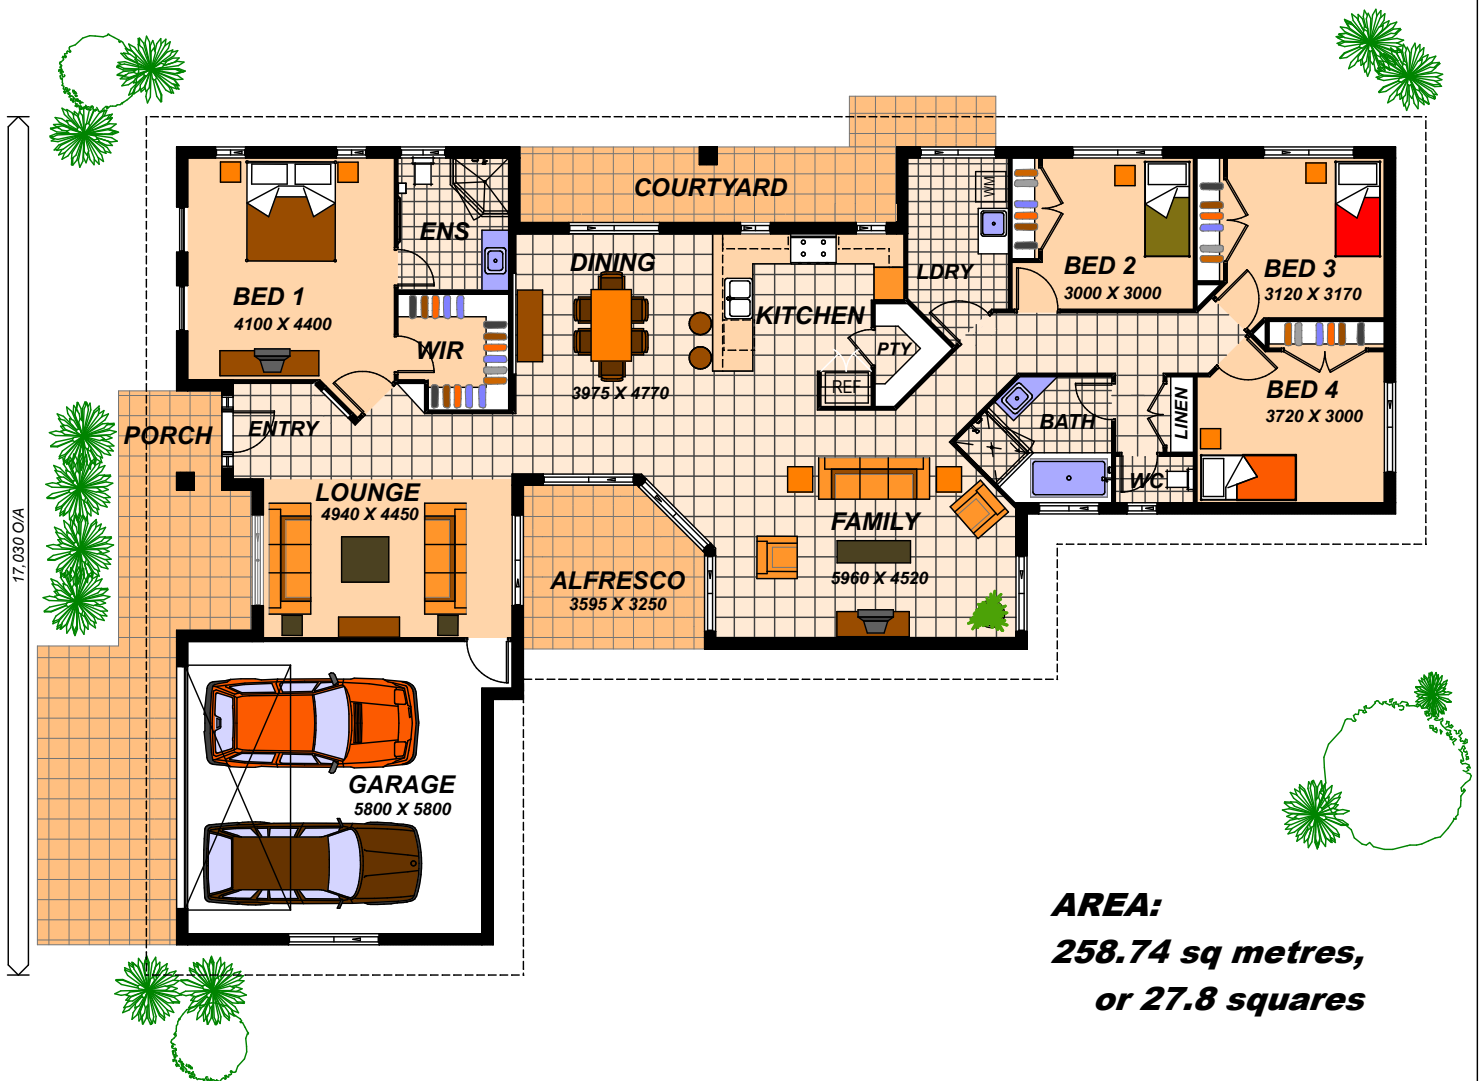 COURTYARD
WM
ENS
DINING
LDRY
BED 2
3000 X 3000
BED 3
3120 X 3170
BED 1
4100 X 4400
KITCHEN
WIR
PTY
REF
3975 X 4770
BED 4
3720 X 3000
PORCH
ENTRY
BATH
LINEN
WC
LOUNGE
4940 X 4450
FAMILY
5960 X 4520
ALFRESCO
3595 X 3250
17,030 O/A
GARAGE
5800 X 5800
AREA:
258.74 sq metres,
or 27.8 squares